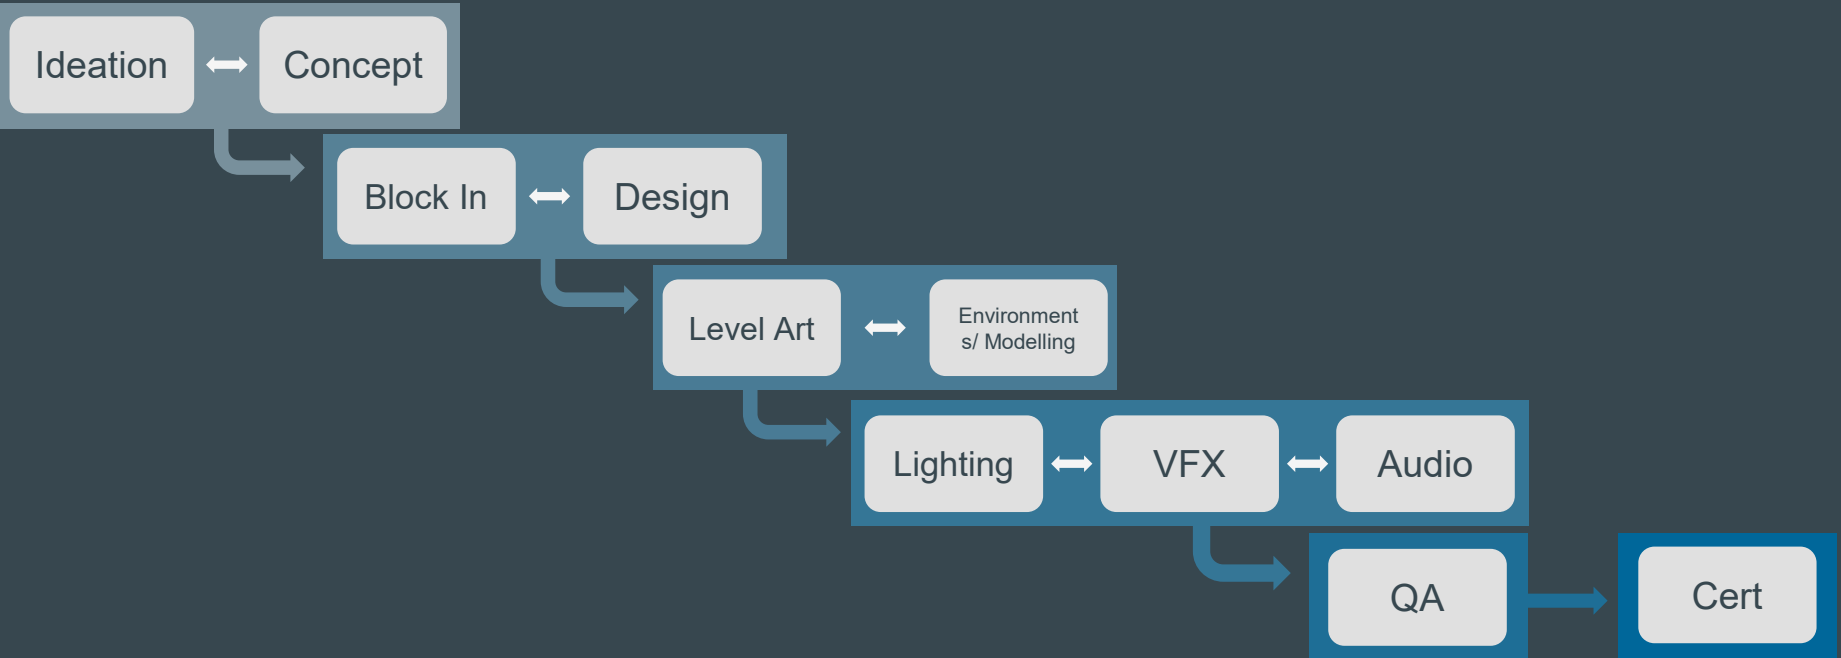 Ideation
Concept
Block In
Design
Level Art
Environment
s/ Modelling
Lighting
VFX
Audio
QA
Cert